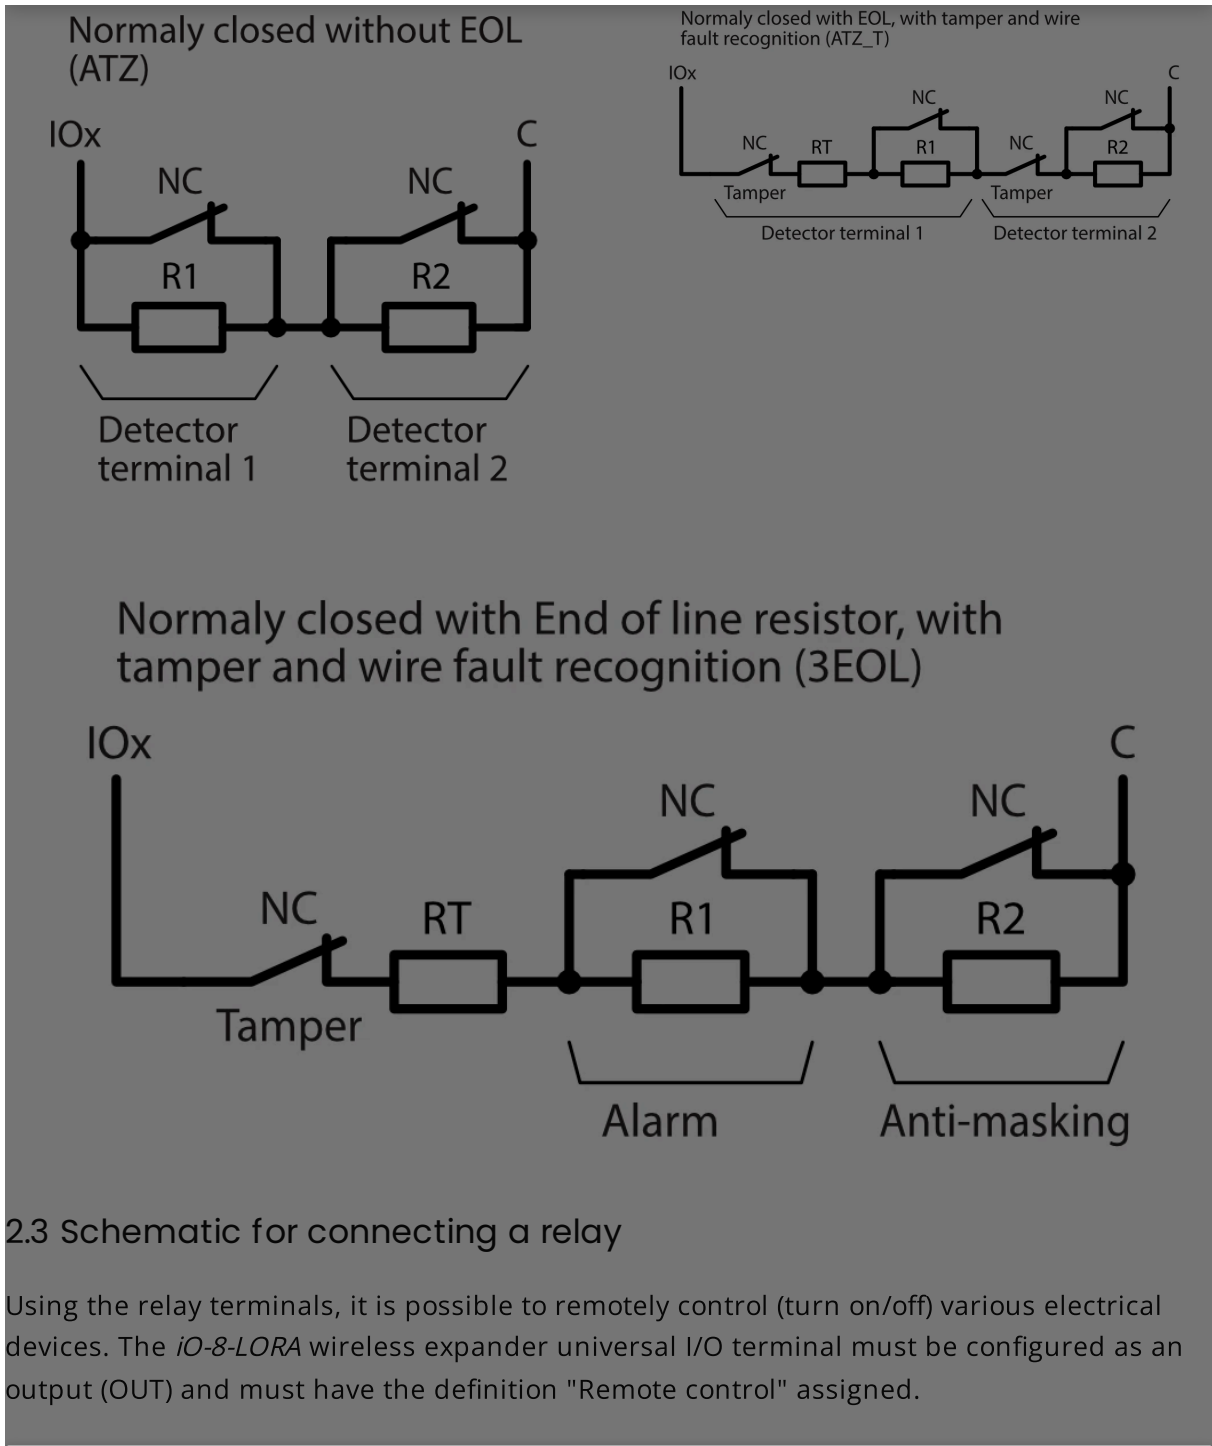 Normaly closed without EOL
(ATZ)
IOx
C
NC
NC
R1
R2
Detector
terminal 1
Detector
terminal 2
Normaly closed with EOL, with tamper and wire
fault recognition (ATZ_T)
IOx
C
NC
NC
NC
RT
R1
NC
R2
Tamper
Tamper
Detector terminal 1
Detector terminal 2
Normaly closed with End of line resistor, with
tamper and wire fault recognition (3EOL)
IOx
C
NC
NC
NC
RT
R1
R2
Tamper
Alarm
Anti-masking
2.3 Schematic for connecting a relay
Using the relay terminals, it is possible to remotely control (turn on/off) various electrical
devices. The iO-8-LORA wireless expander universal I/O terminal must be configured as an
output (OUT) and must have the definition "Remote control" assigned.